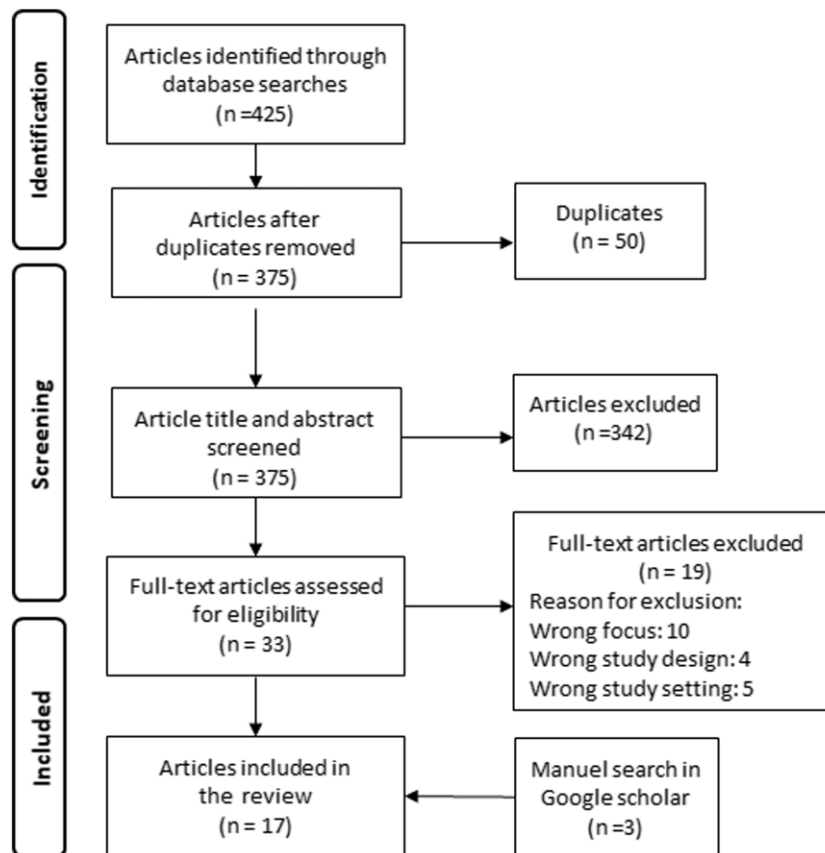 Identification
Articles identified through
database searches
(n =425)
Articles after
duplicates removed
(n = 375)
Duplicates
(n = 50)
Screening
Article title and abstract
screened
(n = 375)
Articles excluded
(n =342)
Full-text articles assessed
for eligibility
(n = 33)
Full-text articles excluded
(n = 19)
Reason for exclusion:
Wrong focus: 10
Wrong study design: 4
Wrong study setting: 5
Included
Articles included in
the review
(n = 17)
Manuel search in
Google scholar
(n =3)